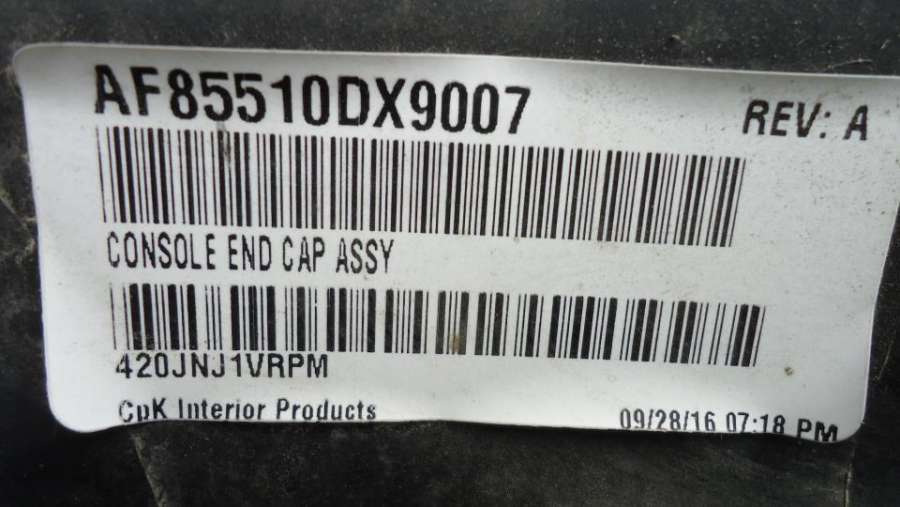 AF85510DX9007 REV: A
CONSOLE END CAP ASSY
420JNJ1VRPM
CpK Interior Products 09/28/16 07:18 PM